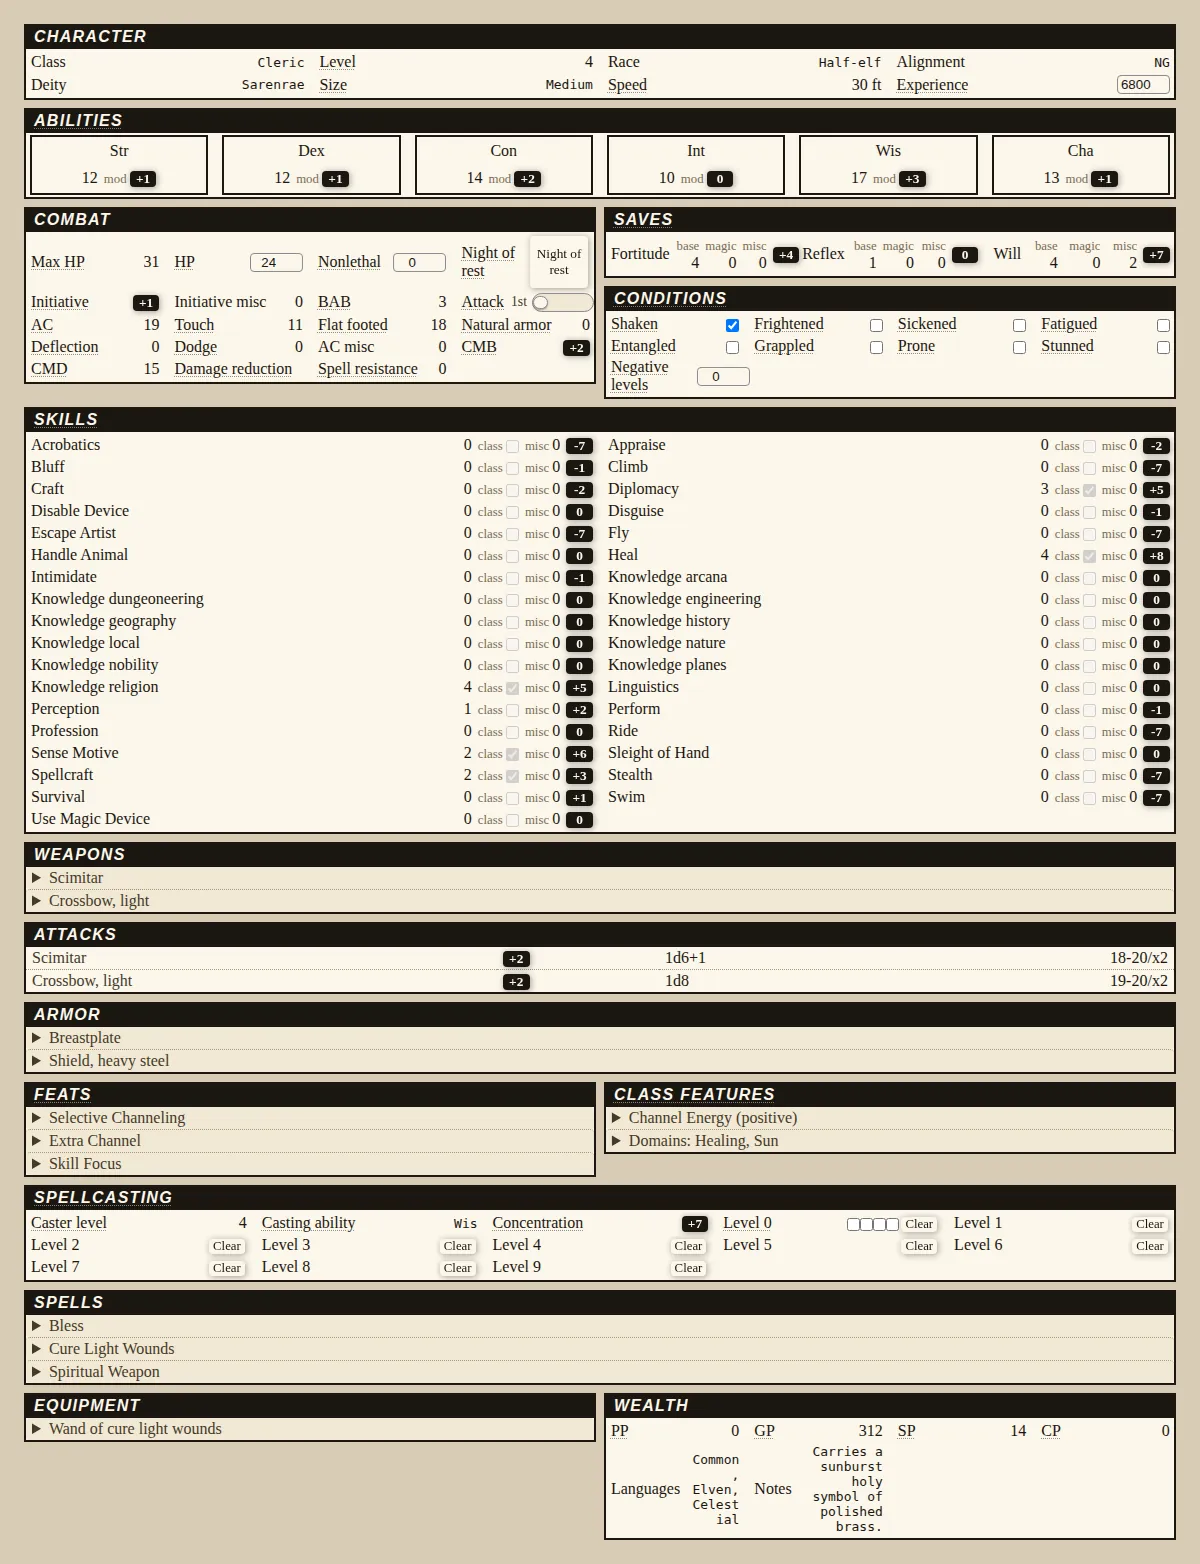 CHARACTER
Class Cleric Level 4 Race Half-elf Alignment NG
Deity Sarenrae Size Medium Speed 30 ft Experience 6800
ABILITIES
Str Dex Con Int Wis Cha
12 mod +1 12 mod +1 14 mod +2 10 mod 0 17 mod +3 13 mod +1
COMBAT
Max HP 31 HP 24 Nonlethal 0 Night of rest Night of rest
Initiative +1 Initiative misc 0 BAB 3 Attack 1st
AC 19 Touch 11 Flat footed 18 Natural armor 0
Deflection 0 Dodge 0 AC misc 0 CMB +2
CMD 15 Damage reduction Spell resistance 0
SAVES
Fortitude base 4 magic 0 misc 0 +4 Reflex base 1 magic 0 misc 0 0 Will base 4 magic 0 misc 2 +7
CONDITIONS
Shaken Frightened Sickened Fatigued
Entangled Grappled Prone Stunned
Negative levels 0
SKILLS
Acrobatics 0 class misc 0 -7 Appraise 0 class misc 0 -2
Bluff 0 class misc 0 -1 Climb 0 class misc 0 -7
Craft 0 class misc 0 -2 Diplomacy 3 class misc 0 +5
Disable Device 0 class misc 0 0 Disguise 0 class misc 0 -1
Escape Artist 0 class misc 0 -7 Fly 0 class misc 0 -7
Handle Animal 0 class misc 0 0 Heal 4 class misc 0 +8
Intimidate 0 class misc 0 -1 Knowledge arcana 0 class misc 0 0
Knowledge dungeoneering 0 class misc 0 0 Knowledge engineering 0 class misc 0 0
Knowledge geography 0 class misc 0 0 Knowledge history 0 class misc 0 0
Knowledge local 0 class misc 0 0 Knowledge nature 0 class misc 0 0
Knowledge nobility 0 class misc 0 0 Knowledge planes 0 class misc 0 0
Knowledge religion 4 class misc 0 +5 Linguistics 0 class misc 0 0
Perception 1 class misc 0 +2 Perform 0 class misc 0 -1
Profession 0 class misc 0 0 Ride 0 class misc 0 -7
Sense Motive 2 class misc 0 +6 Sleight of Hand 0 class misc 0 0
Spellcraft 2 class misc 0 +3 Stealth 0 class misc 0 -7
Survival 0 class misc 0 +1 Swim 0 class misc 0 -7
Use Magic Device 0 class misc 0 0
WEAPONS
Scimitar
Crossbow, light
ATTACKS
Scimitar +2 1d6+1 18-20/x2
Crossbow, light +2 1d8 19-20/x2
ARMOR
Breastplate
Shield, heavy steel
FEATS
Selective Channeling
Extra Channel
Skill Focus
CLASS FEATURES
Channel Energy (positive)
Domains: Healing, Sun
SPELLCASTING
Caster level 4 Casting ability Wis Concentration +7 Level 0 Clear Level 1 Clear
Level 2 Clear Level 3 Clear Level 4 Clear Level 5 Clear Level 6 Clear
Level 7 Clear Level 8 Clear Level 9 Clear
SPELLS
Bless
Cure Light Wounds
Spiritual Weapon
EQUIPMENT
Wand of cure light wounds
WEALTH
PP 0 GP 312 SP 14 CP 0
Languages
Common
,
Elven,
Celest
ial
Notes
Carries a
sunburst
holy
symbol of
polished
brass.